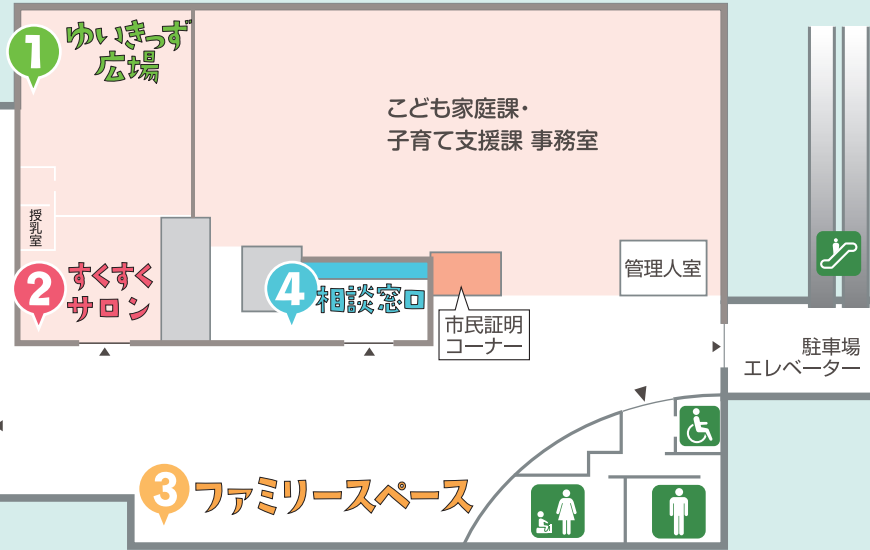 1
ゆいきっず
広場
こども家庭課・
子育て支援課 事務室
授乳室
2
すくすく
サロン
4
相談窓口
市民証明
コーナー
管理人室
駐車場
エレベーター
3
ファミリースペース